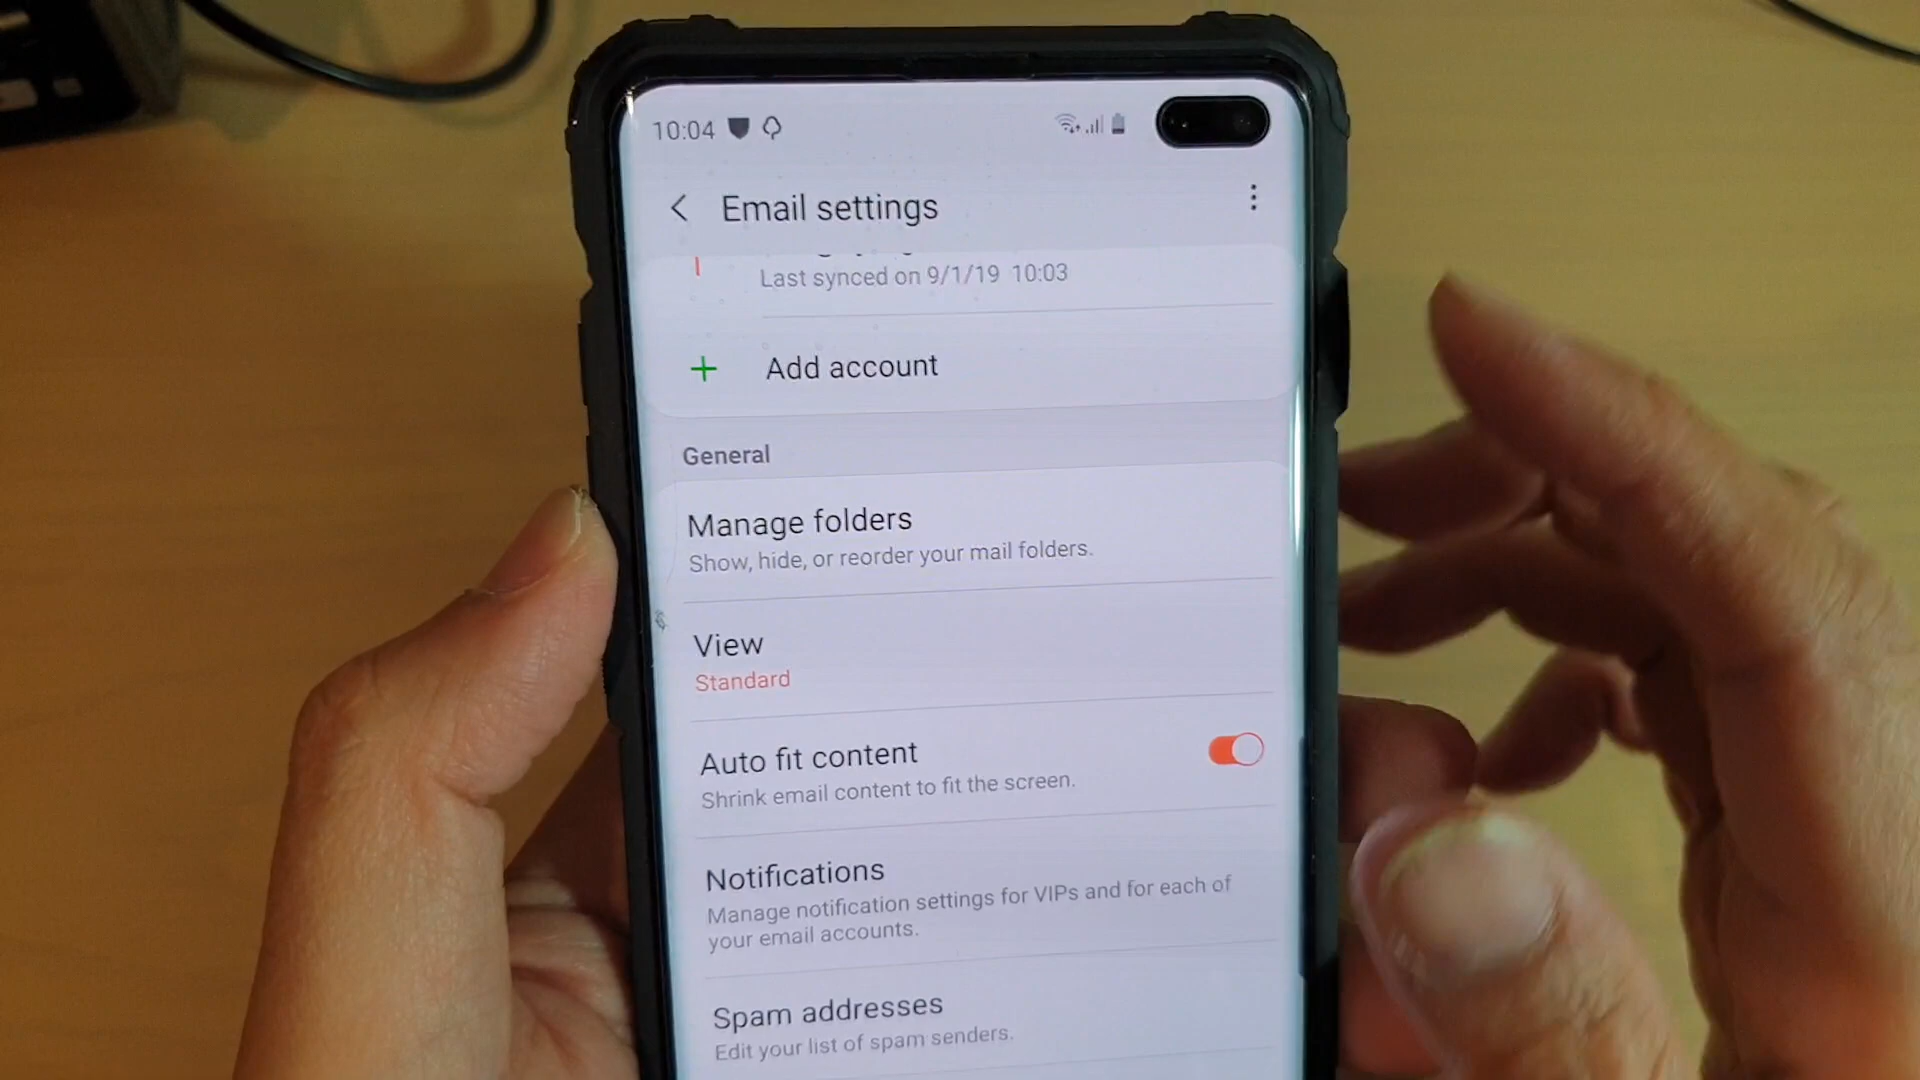 10:04
Email settings
Last synced on 9/1/19 10:03
+ Add account
General
Manage folders
Show, hide, or reorder your mail folders.
View
Standard
Auto fit content
Shrink email content to fit the screen.
Notifications
Manage notification settings for VIPs and for each of
your email accounts.
Spam addresses
Edit your list of spam senders.